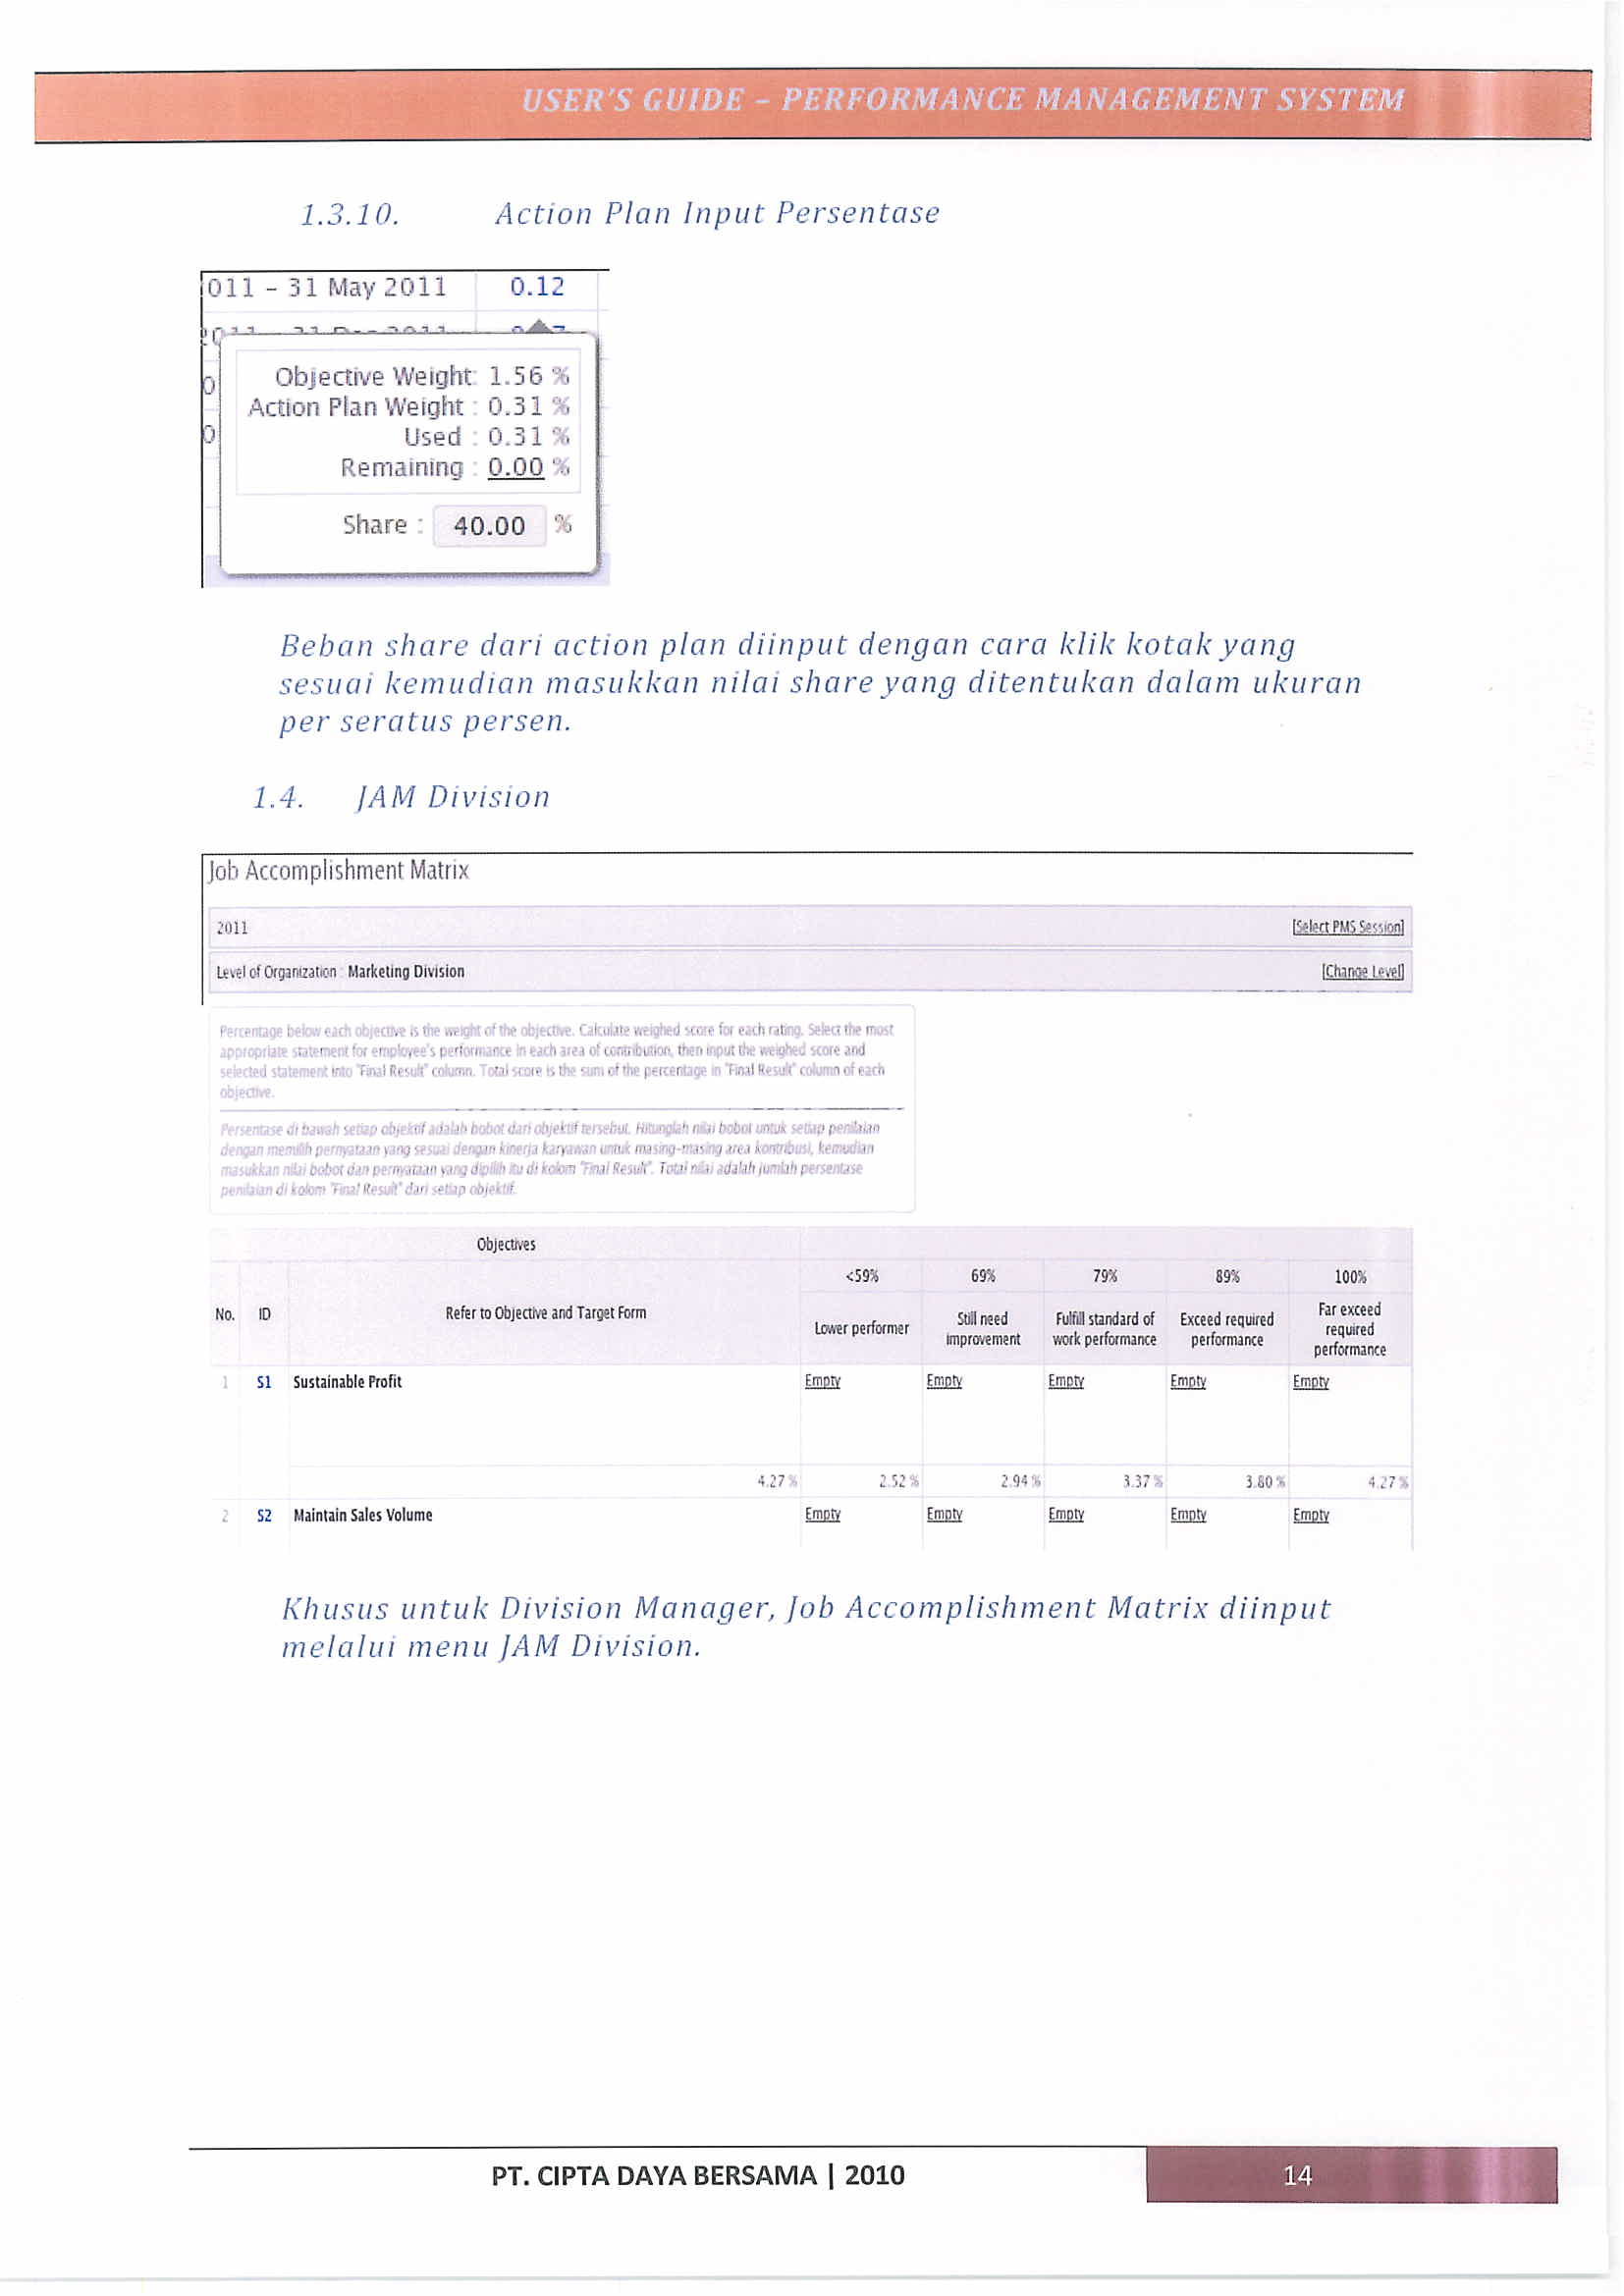 USER'S GUIDE – PERFORMANCE MANAGEMENT SYSTEM
1.3.10. Action Plan Input Persentase
011 - 31 May 2011 0.12
Objective Weight: 1.56 %
Action Plan Weight : 0.31 %
Used : 0.31 %
Remaining : 0.00 %
Share : 40.00 %
Beban share dari action plan diinput dengan cara klik kotak yang
sesuai kemudian masukkan nilai share yang ditentukan dalam ukuran
per seratus persen.
1.4. JAM Division
Job Accomplishment Matrix
2011 [Select PMS Session]
Level of Organization : Marketing Division [Change Level]
Percentage below each objective is the weight of the objective. Calculate weighed score for each rating. Select the most
appropriate statement for employee's performance in each area of contribution, then input the weighed score and
selected statement into "Final Result" column. Total score is the sum of the percentage in "Final Result" column of each
objective.
Persentase di bawah setiap objektif adalah bobot dari objektif tersebut. Hitunglah nilai bobot untuk setiap penilaian
dengan memilih pernyataan yang sesuai dengan kinerja karyawan untuk masing-masing area kontribusi, kemudian
masukkan nilai bobot dan pernyataan yang dipilih itu di kolom "Final Result". Total nilai adalah jumlah persentase
penilaian di kolom "Final Result" dari setiap objektif.
Objectives
<59% 69% 79% 89% 100%
No. ID Refer to Objective and Target Form
Lower performer
Still need
improvement
Fulfill standard of
work performance
Exceed required
performance
Far exceed
required
performance
1 S1 Sustainable Profit Empty Empty Empty Empty Empty
4.27 % 2.52 % 2.94 % 3.37 % 3.80 % 4.27 %
2 S2 Maintain Sales Volume Empty Empty Empty Empty Empty
Khusus untuk Division Manager, Job Accomplishment Matrix diinput
melalui menu JAM Division.
PT. CIPTA DAYA BERSAMA | 2010 14